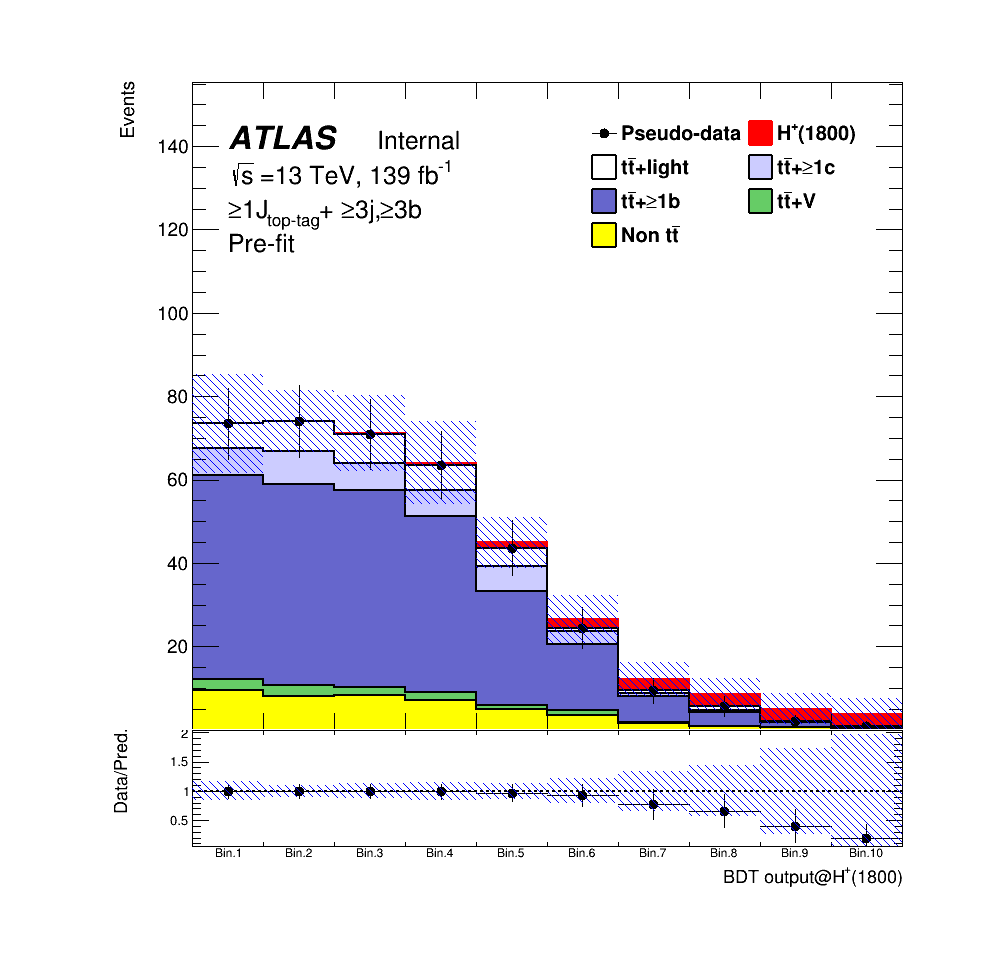 Events
ATLAS Internal
√s =13 TeV, 139 fb⁻¹
≥1J_top-tag+ ≥3j,≥3b
Pre-fit
Pseudo-data
H⁺(1800)
tt̄+light
tt̄+≥1c
tt̄+≥1b
tt̄+V
Non tt̄
140
120
100
80
60
40
20
Data/Pred.
2
1.5
1
0.5
Bin.1 Bin.2 Bin.3 Bin.4 Bin.5 Bin.6 Bin.7 Bin.8 Bin.9 Bin.10
BDT output@H⁺(1800)